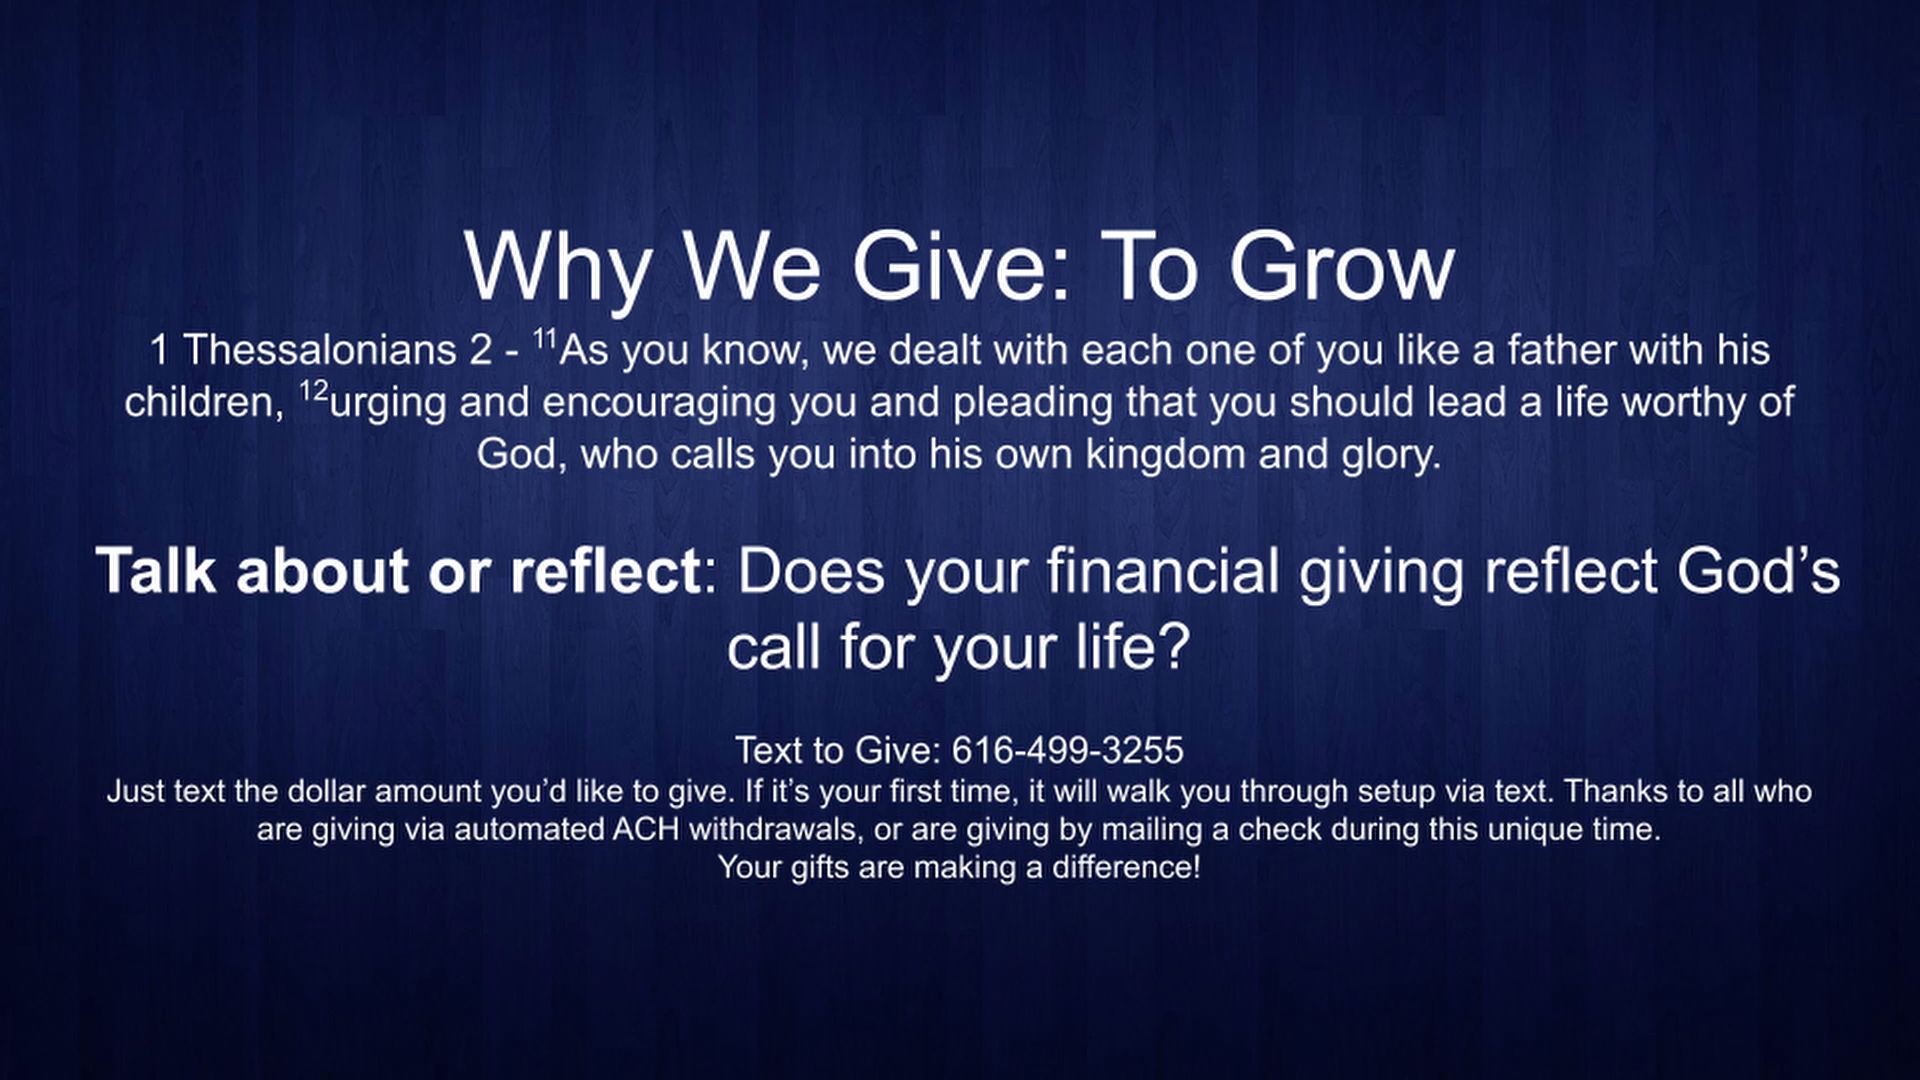 Why We Give: To Grow
1 Thessalonians 2 - ¹¹As you know, we dealt with each one of you like a father with his
children, ¹²urging and encouraging you and pleading that you should lead a life worthy of
God, who calls you into his own kingdom and glory.
Talk about or reflect: Does your financial giving reflect God’s
call for your life?
Text to Give: 616-499-3255
Just text the dollar amount you’d like to give. If it’s your first time, it will walk you through setup via text. Thanks to all who
are giving via automated ACH withdrawals, or are giving by mailing a check during this unique time.
Your gifts are making a difference!